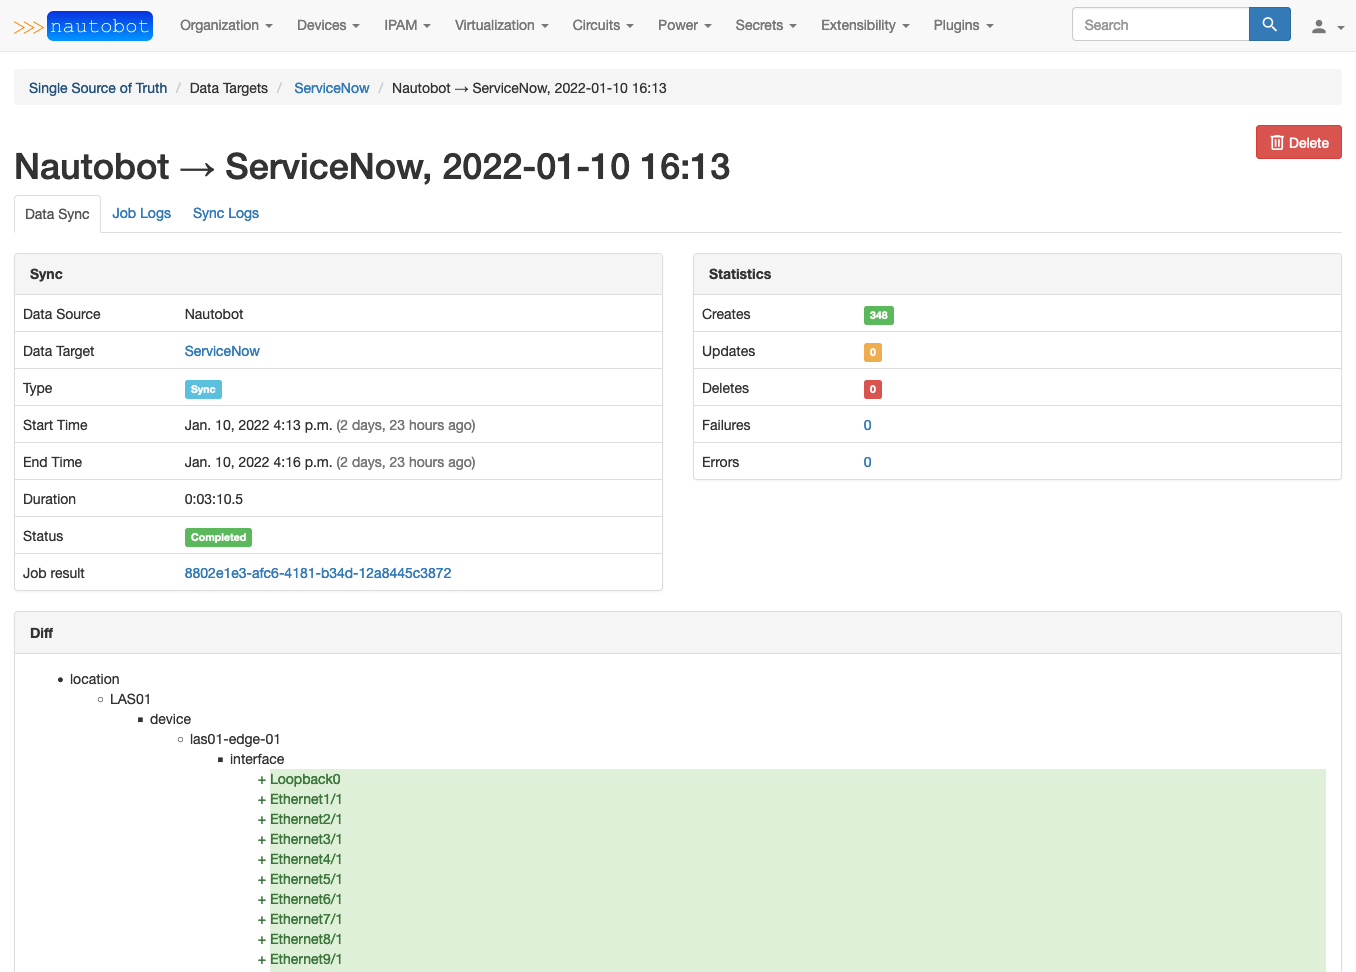 >>> nautobot Organization Devices IPAM Virtualization Circuits Power Secrets Extensibility Plugins Search
Single Source of Truth / Data Targets / ServiceNow / Nautobot → ServiceNow, 2022-01-10 16:13
Delete
Nautobot → ServiceNow, 2022-01-10 16:13
Data Sync Job Logs Sync Logs
Sync
Data Source Nautobot
Data Target ServiceNow
Type Sync
Start Time Jan. 10, 2022 4:13 p.m. (2 days, 23 hours ago)
End Time Jan. 10, 2022 4:16 p.m. (2 days, 23 hours ago)
Duration 0:03:10.5
Status Completed
Job result 8802e1e3-afc6-4181-b34d-12a8445c3872
Statistics
Creates 348
Updates 0
Deletes 0
Failures 0
Errors 0
Diff
location
LAS01
device
las01-edge-01
interface
+ Loopback0
+ Ethernet1/1
+ Ethernet2/1
+ Ethernet3/1
+ Ethernet4/1
+ Ethernet5/1
+ Ethernet6/1
+ Ethernet7/1
+ Ethernet8/1
+ Ethernet9/1